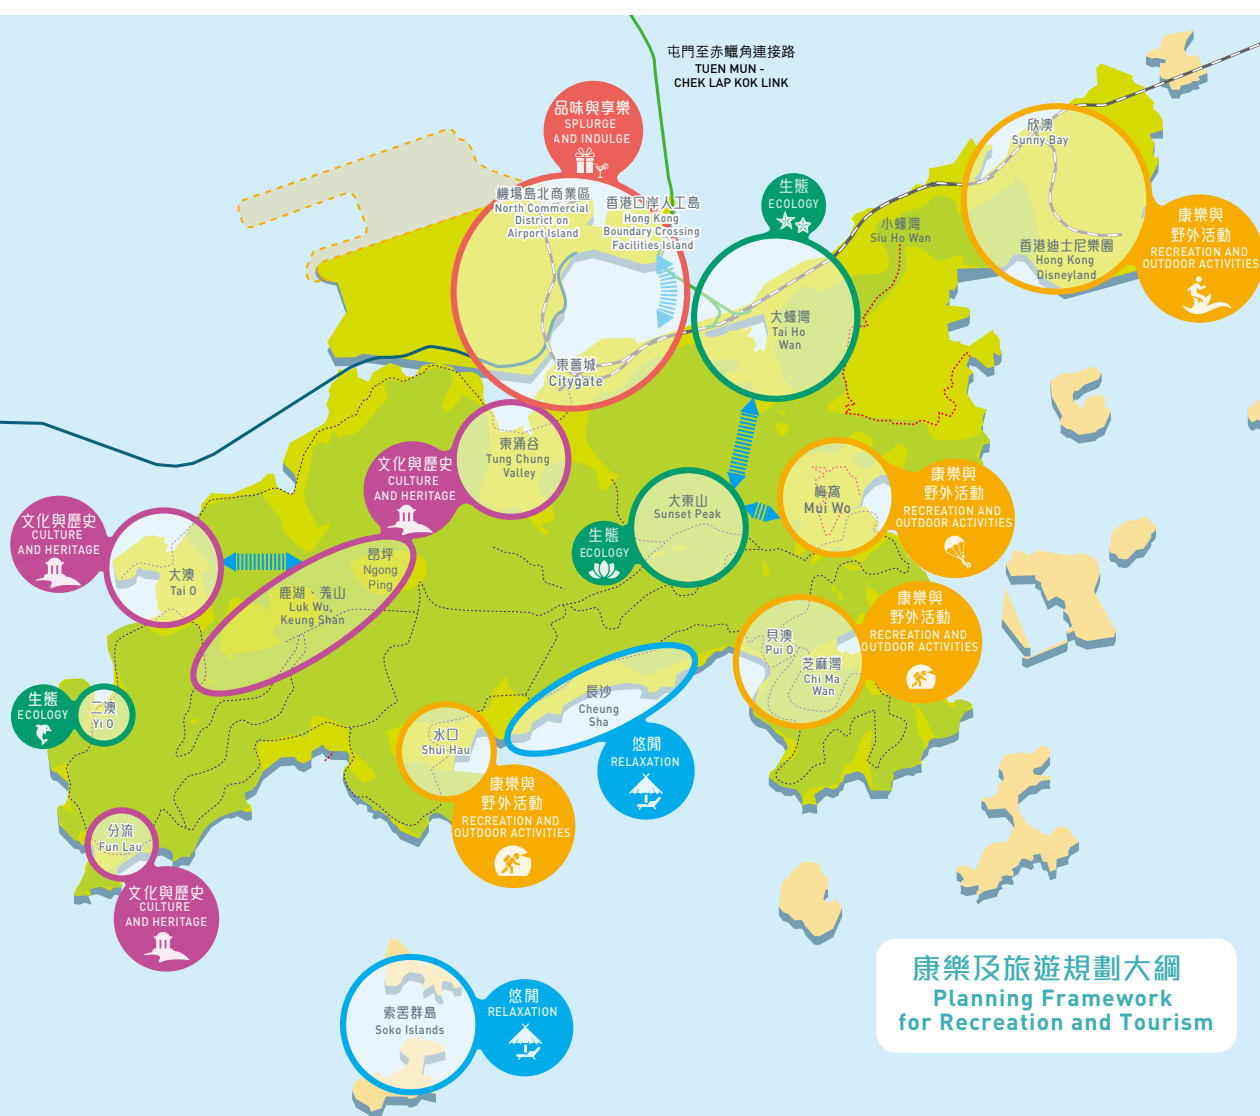 屯門至赤鱲角連接路
TUEN MUN -
CHEK LAP KOK LINK
品味與享樂
SPLURGE
AND INDULGE
機場島北商業區
North Commercial
District on
Airport Island
香港口岸人工島
Hong Kong
Boundary Crossing
Facilities Island
生態
ECOLOGY
欣澳
Sunny Bay
小蠔灣
Siu Ho Wan
香港迪士尼樂園
Hong Kong
Disneyland
康樂與
野外活動
RECREATION AND
OUTDOOR ACTIVITIES
大蠔灣
Tai Ho
Wan
東薈城
Citygate
東涌谷
Tung Chung
Valley
文化與歷史
CULTURE
AND HERITAGE
大東山
Sunset Peak
生態
ECOLOGY
梅窩
Mui Wo
康樂與
野外活動
RECREATION AND
OUTDOOR ACTIVITIES
文化與歷史
CULTURE
AND HERITAGE
大澳
Tai O
昂坪
Ngong
Ping
鹿湖、羗山
Luk Wu,
Keung Shan
貝澳
Pui O
芝麻灣
Chi Ma
Wan
康樂與
野外活動
RECREATION AND
OUTDOOR ACTIVITIES
生態
ECOLOGY
二澳
Yi O
長沙
Cheung
Sha
悠閒
RELAXATION
水口
Shui Hau
康樂與
野外活動
RECREATION AND
OUTDOOR ACTIVITIES
分流
Fun Lau
文化與歷史
CULTURE
AND HERITAGE
索罟群島
Soko Islands
悠閒
RELAXATION
康樂及旅遊規劃大綱
Planning Framework
for Recreation and Tourism